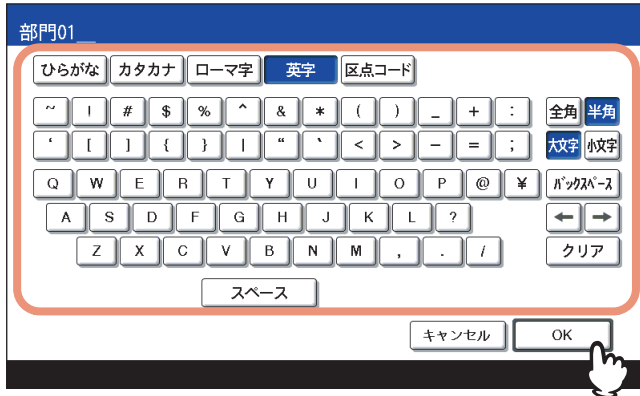 部門01__
ひらがな カタカナ ローマ字 英字 区点コード
~ ! # $ % ^ & * ( ) _ + : 全角 半角
‘ [ ] { } | “ ` < > - = ; 大文字 小文字
Q W E R T Y U I O P @ ¥ バックスペース
A S D F G H J K L ? ← →
Z X C V B N M , . / クリア
スペース
キャンセル OK